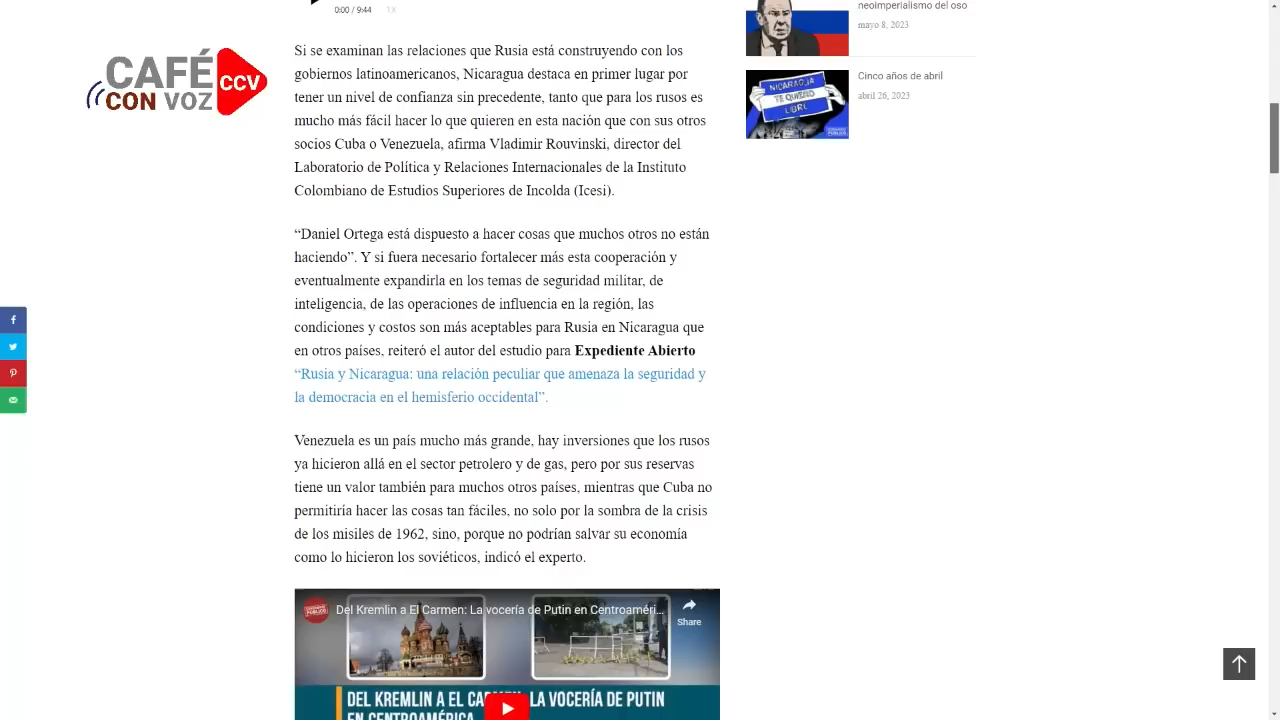 0:00 / 9:44 1X
neoimperialismo del oso
mayo 8, 2023
CAFÉ
CON VOZ
CCV
Si se examinan las relaciones que Rusia está construyendo con los
gobiernos latinoamericanos, Nicaragua destaca en primer lugar por
tener un nivel de confianza sin precedente, tanto que para los rusos es
mucho más fácil hacer lo que quieren en esta nación que con sus otros
socios Cuba o Venezuela, afirma Vladimir Rouvinski, director del
Laboratorio de Política y Relaciones Internacionales de la Instituto
Colombiano de Estudios Superiores de Incolda (Icesi).
Cinco años de abril
abril 26, 2023
NICARAGUA
TE QUIERO
LIBRE
“Daniel Ortega está dispuesto a hacer cosas que muchos otros no están
haciendo”. Y si fuera necesario fortalecer más esta cooperación y
eventualmente expandirla en los temas de seguridad militar, de
inteligencia, de las operaciones de influencia en la región, las
condiciones y costos son más aceptables para Rusia en Nicaragua que
en otros países, reiteró el autor del estudio para Expediente Abierto
“Rusia y Nicaragua: una relación peculiar que amenaza la seguridad y
la democracia en el hemisferio occidental”.
Venezuela es un país mucho más grande, hay inversiones que los rusos
ya hicieron allá en el sector petrolero y de gas, pero por sus reservas
tiene un valor también para muchos otros países, mientras que Cuba no
permitiría hacer las cosas tan fáciles, no solo por la sombra de la crisis
de los misiles de 1962, sino, porque no podrían salvar su economía
como lo hicieron los soviéticos, indicó el experto.
Del Kremlin a El Carmen: La vocería de Putin en Centroaméri...
Share
DEL KREMLIN A EL CARMEN: LA VOCERÍA DE PUTIN
EN CENTROAMÉRICA